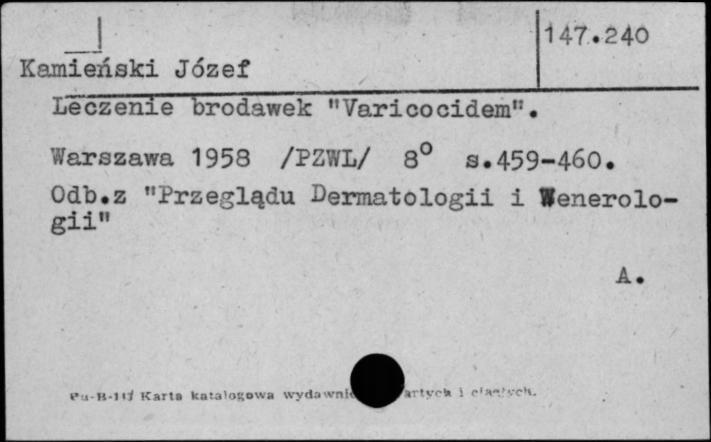 147.240
Kamieński Józef
Leczenie brodawek "Varicocidem".
Warszawa 1958 /PZWL/ 8° s.459-460.
Odb.z "Przeglądu Dermatologii i Wenerolo-
gii"
A.
Karta katalogowa